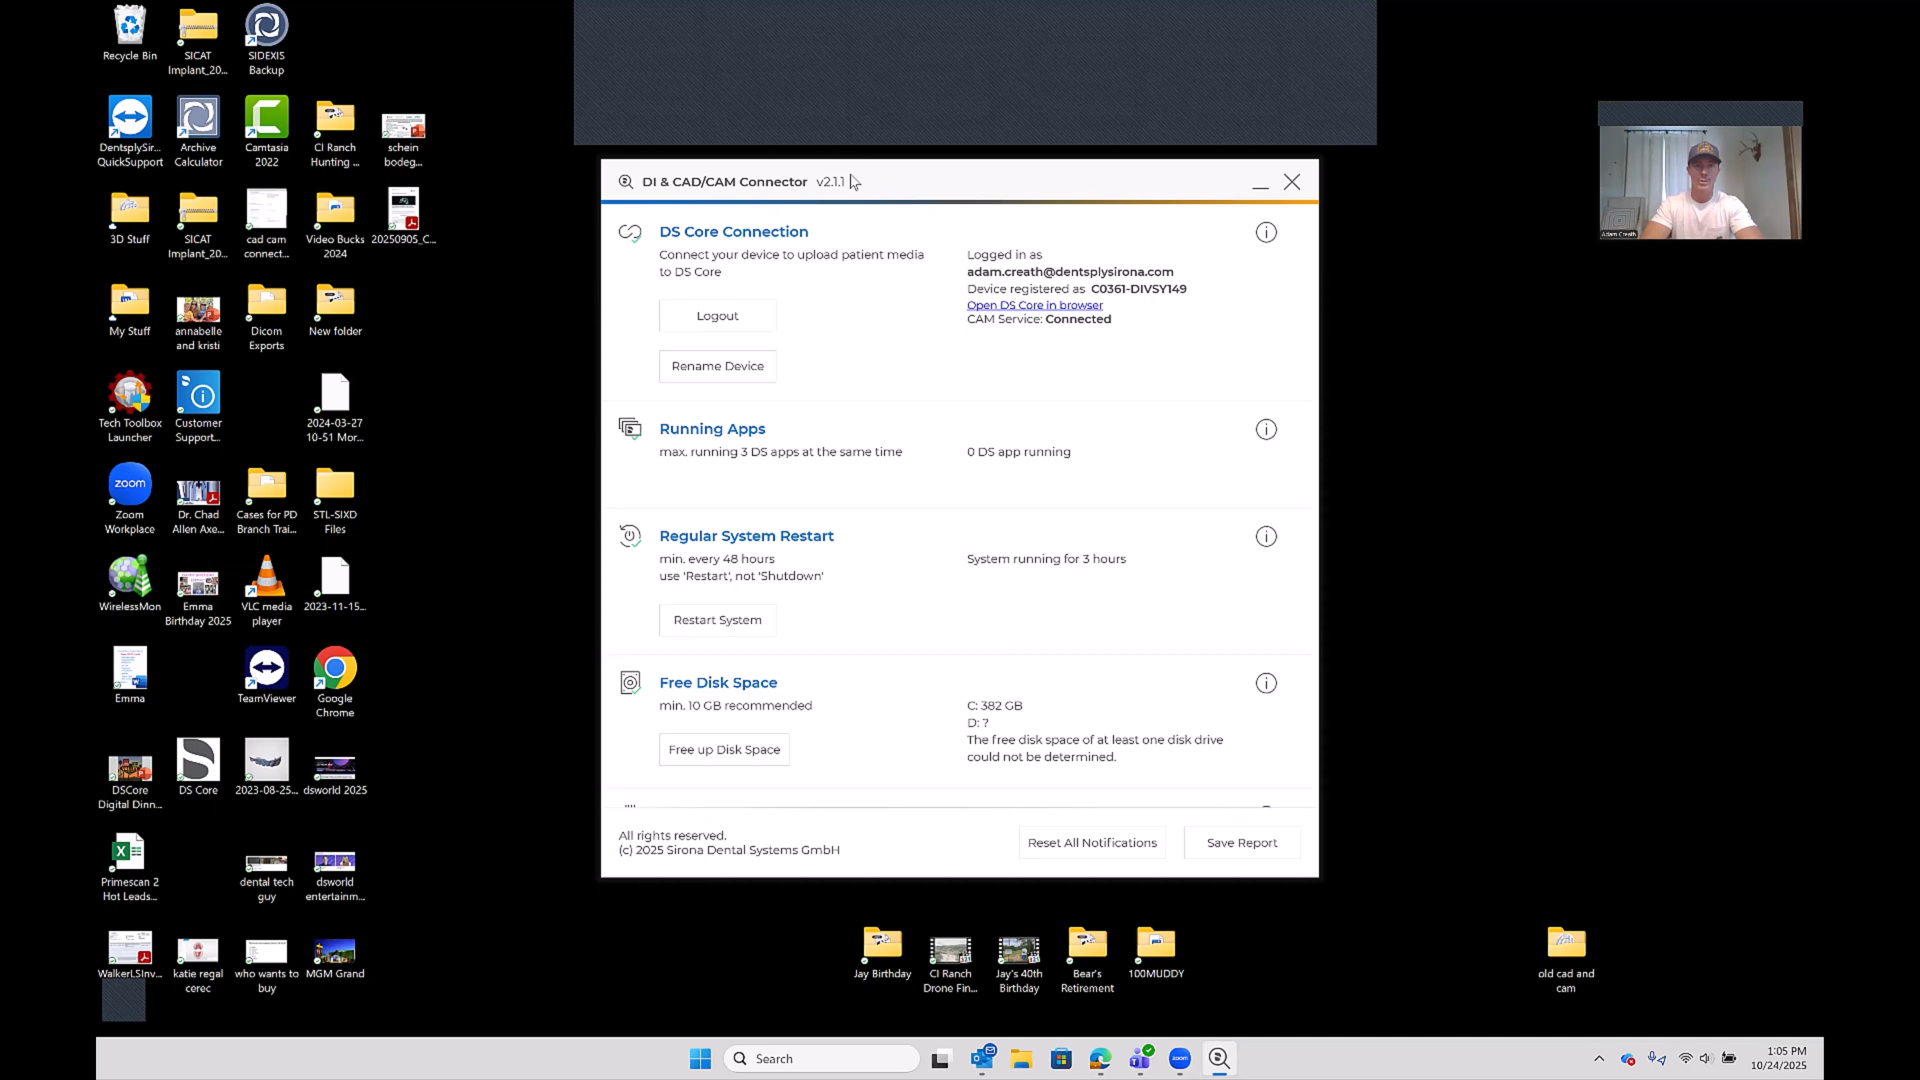 Recycle Bin
SICAT
Implant_20...
SIDEXIS
Backup
DentsplySir...
QuickSupport
Archive
Calculator
Camtasia
2022
CI Ranch
Hunting ...
schein
bodeg...
3D Stuff
SICAT
Implant_20...
cad cam
connect...
Video Bucks
2024
20250905_C...
My Stuff
annabelle
and kristi
Dicom
Exports
New folder
Tech Toolbox
Launcher
Customer
Support...
2024-03-27
10-51 Mor...
zoom
Zoom
Workplace
Dr. Chad
Allen Axe...
Cases for PD
Branch Trai...
STL-SIXD
Files
WirelessMon
Emma
Birthday 2025
VLC media
player
2023-11-15...
Emma
TeamViewer
Google
Chrome
DSCore
Digital Dinn...
DS Core
2023-08-25...
dsworld 2025
Primescan 2
Hot Leads...
dental tech
guy
dsworld
entertainm...
WalkerLSInv...
katie regal
cerec
who wants to
buy
MGM Grand
DI & CAD/CAM Connector v2.1.1
DS Core Connection
Connect your device to upload patient media
to DS Core
Logout
Rename Device
Logged in as
adam.creath@dentsplysirona.com
Device registered as C0361-DIVSY149
Open DS Core in browser
CAM Service: Connected
Running Apps
max. running 3 DS apps at the same time
0 DS app running
Regular System Restart
min. every 48 hours
use 'Restart', not 'Shutdown'
System running for 3 hours
Restart System
Free Disk Space
min. 10 GB recommended
Free up Disk Space
C: 382 GB
D: ?
The free disk space of at least one disk drive
could not be determined.
All rights reserved.
(c) 2025 Sirona Dental Systems GmbH
Reset All Notifications
Save Report
Adam Creath
Jay Birthday
CI Ranch
Drone Fin...
Jay's 40th
Birthday
Bear's
Retirement
100MUDDY
old cad and
cam
Search
zoom
1:05 PM
10/24/2025